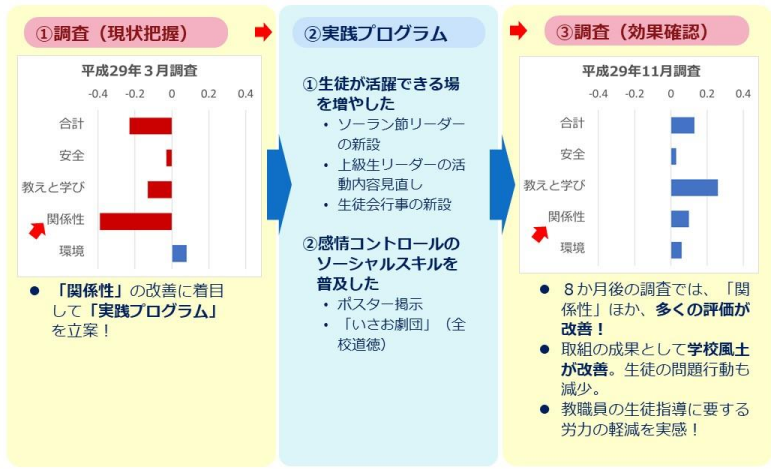 ①調査（現状把握）
平成29年３月調査
-0.4 -0.2 0 0.2 0.4
合計
安全
教えと学び
関係性
環境
● 「関係性」の改善に着目
して「実践プログラム」
を立案！
②実践プログラム
①生徒が活躍できる場
を増やした
• ソーラン節リーダー
の新設
• 上級生リーダーの活
動内容見直し
• 生徒会行事の新設
②感情コントロールの
ソーシャルスキルを
普及した
• ポスター掲示
• 「いさお劇団」（全
校道徳）
③調査（効果確認）
平成29年11月調査
-0.4 -0.2 0 0.2 0.4
合計
安全
教えと学び
関係性
環境
● ８か月後の調査では、「関
係性」ほか、多くの評価が
改善！
● 取組の成果として学校風土
が改善。生徒の問題行動も
減少。
● 教職員の生徒指導に要する
労力の軽減を実感！